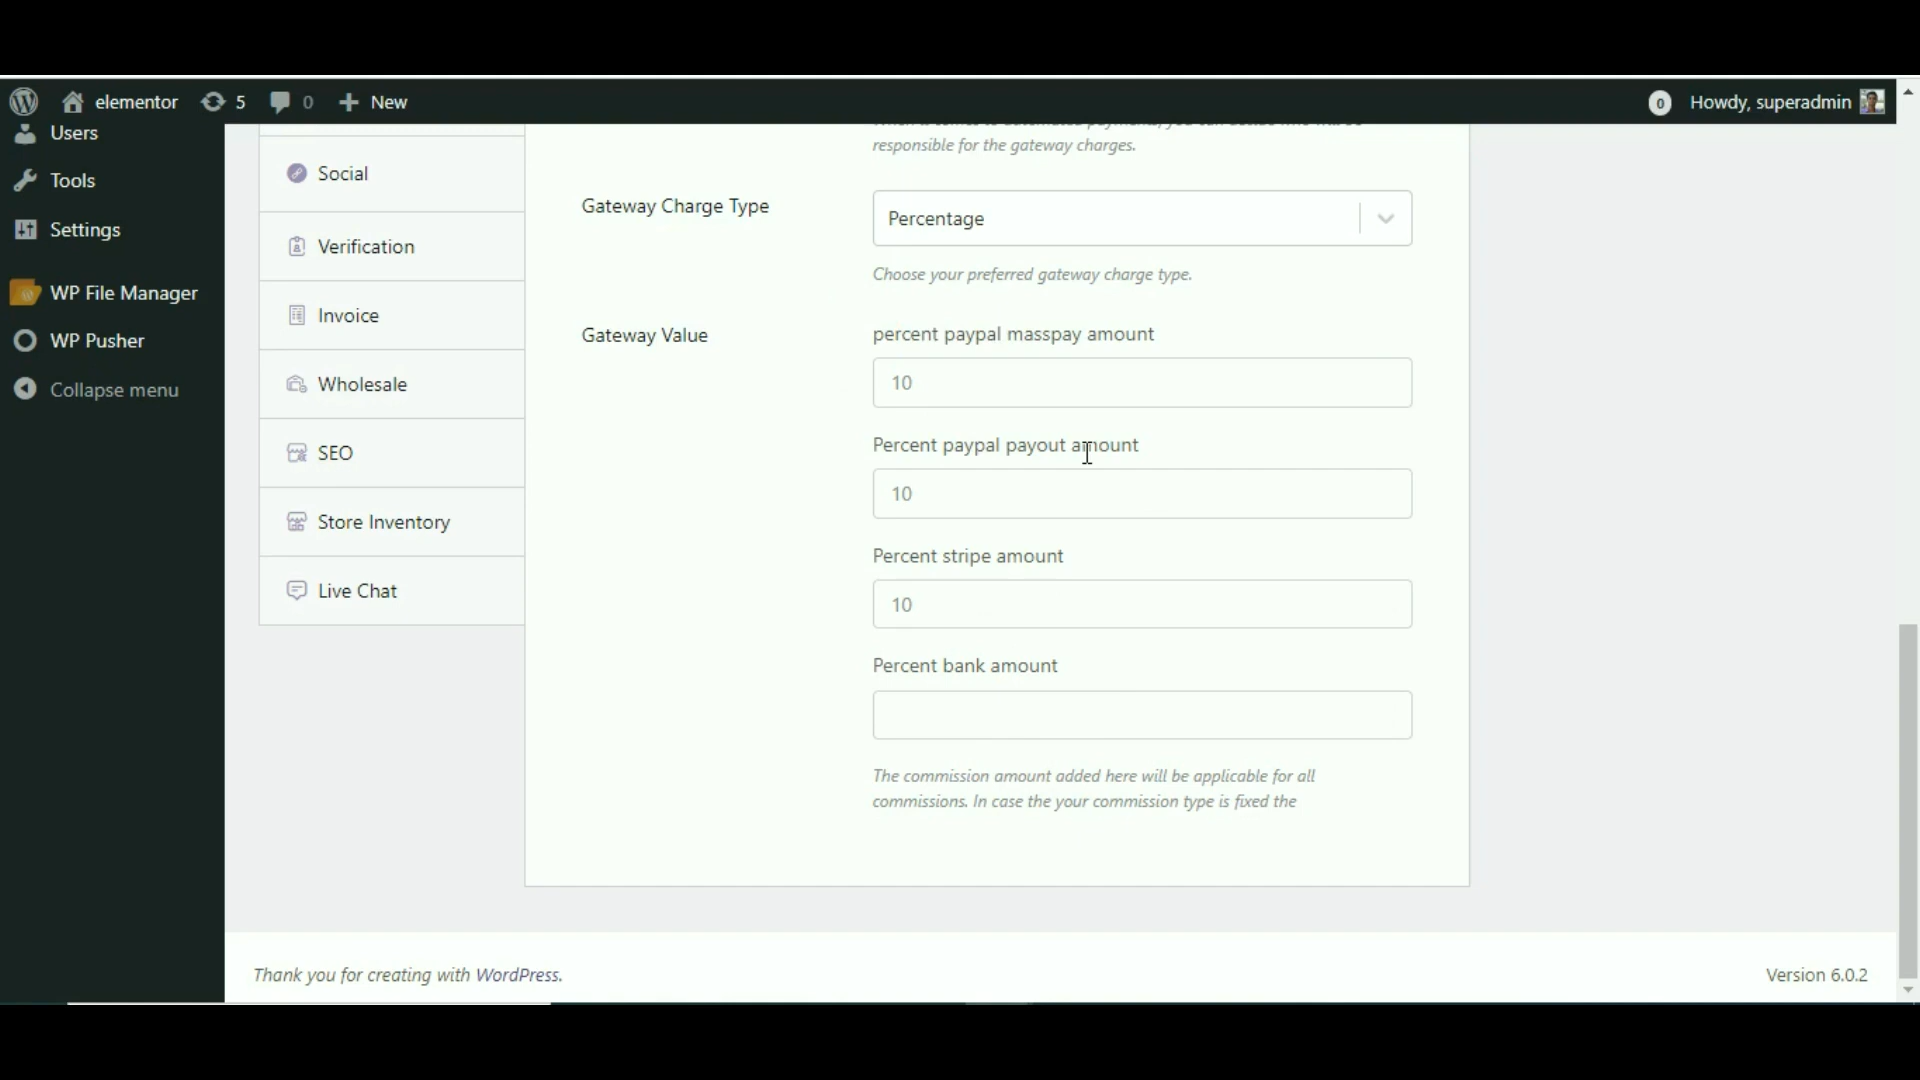 elementor 5 0 + New 0 Howdy, superadmin
Users
Tools
Settings
WP File Manager
WP Pusher
Collapse menu
Social
Verification
Invoice
Wholesale
SEO
Store Inventory
Live Chat
responsible for the gateway charges.
Gateway Charge Type
Percentage
Choose your preferred gateway charge type.
Gateway Value
percent paypal masspay amount
10
Percent paypal payout amount
10
Percent stripe amount
10
Percent bank amount
The commission amount added here will be applicable for all
commissions. In case the your commission type is fixed the
Thank you for creating with WordPress.
Version 6.0.2